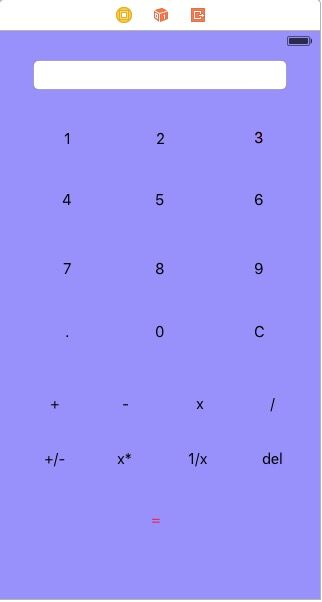 1 2 3
4 5 6
7 8 9
. 0 C
+ - x /
+/- x* 1/x del
=